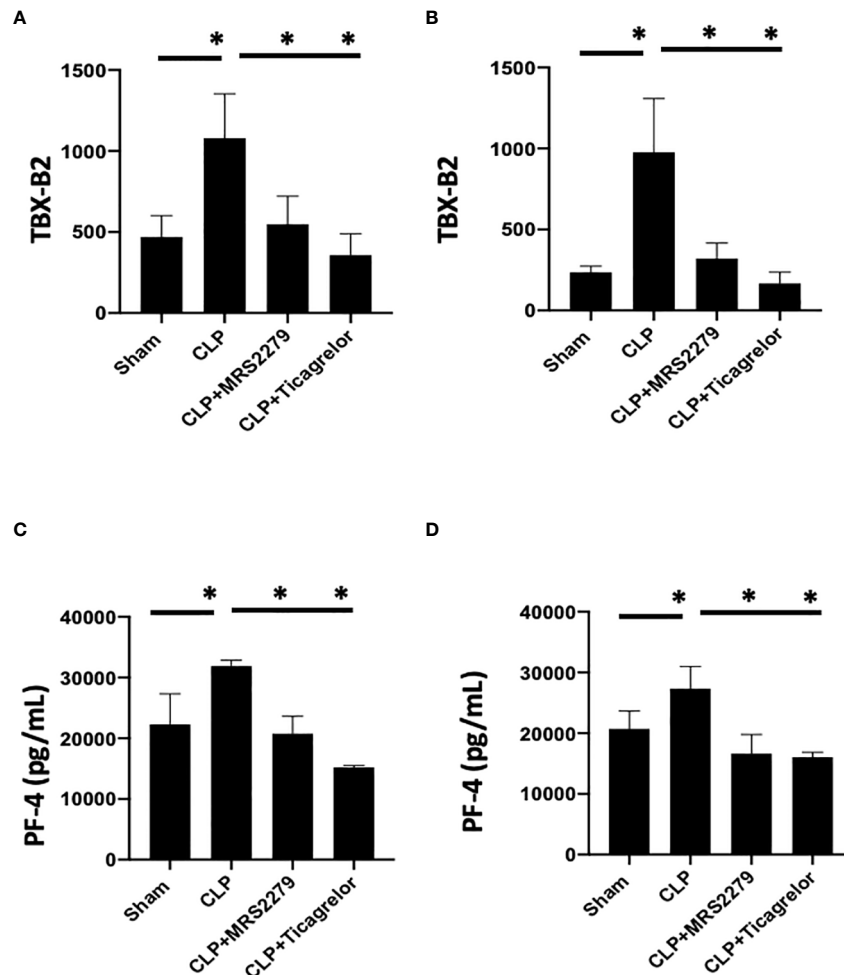 A
* * *
1500
1000
500
0
TBX-B2
Sham
CLP
CLP+MRS2279
CLP+Ticagrelor
B
* * *
1500
1000
500
0
TBX-B2
Sham
CLP
CLP+MRS2279
CLP+Ticagrelor
C
* * *
40000
30000
20000
10000
0
PF-4 (pg/mL)
Sham
CLP
CLP+MRS2279
CLP+Ticagrelor
D
* * *
40000
30000
20000
10000
0
PF-4 (pg/mL)
Sham
CLP
CLP+MRS2279
CLP+Ticagrelor